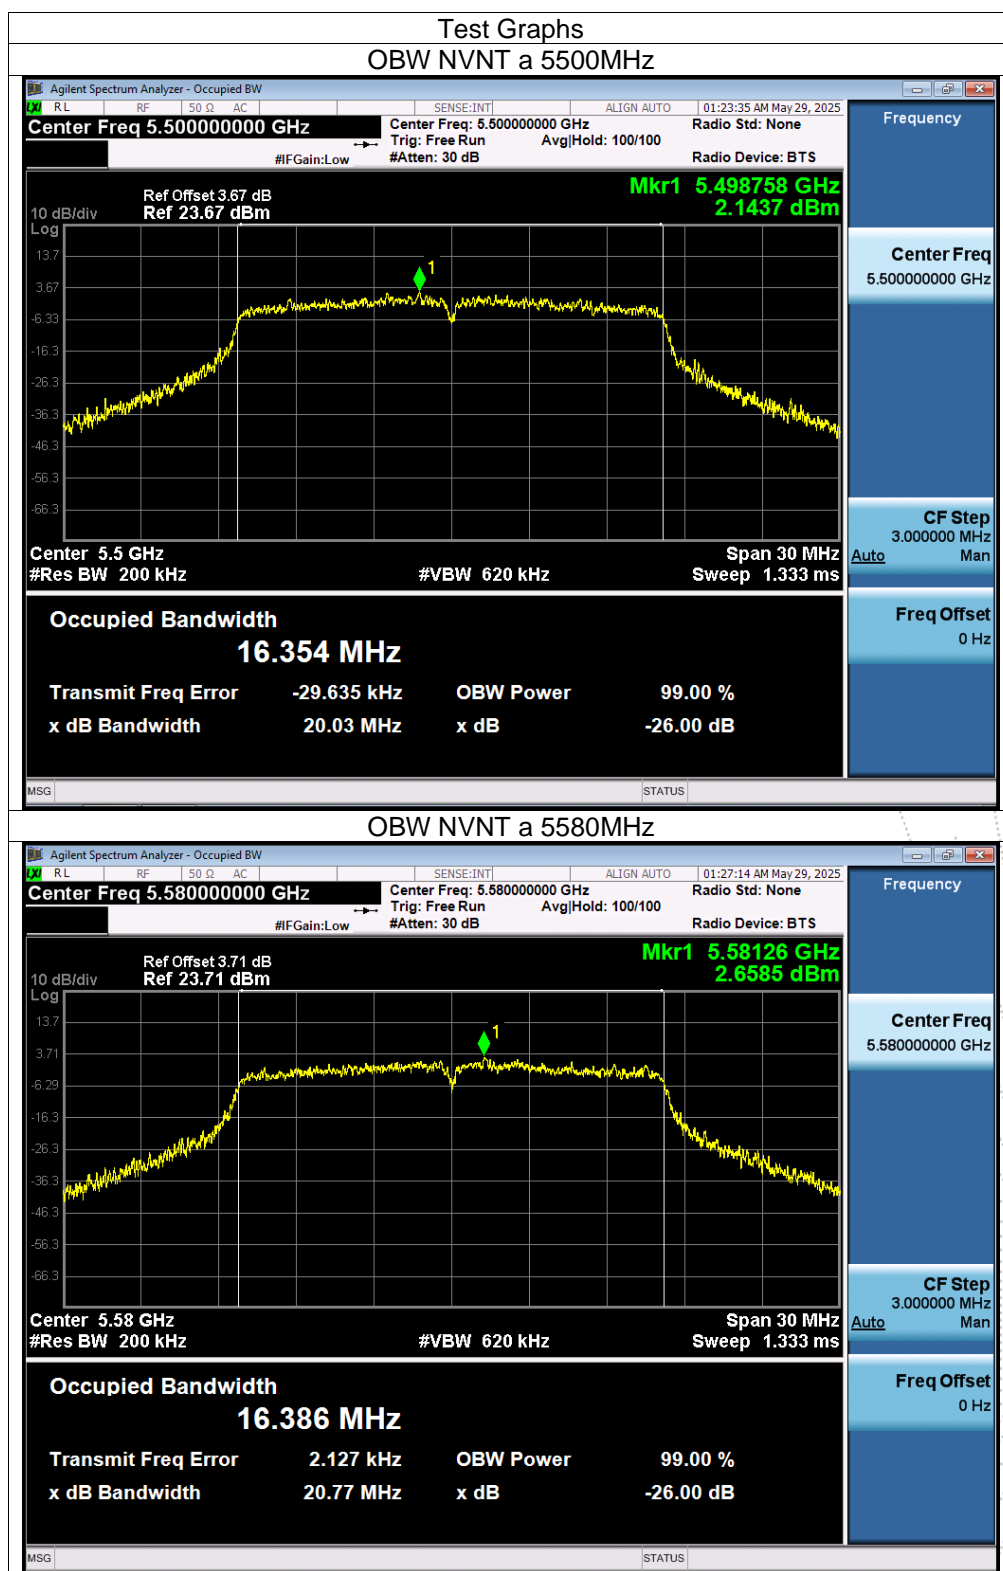 Test Graphs
OBW NVNT a 5500MHz
Agilent Spectrum Analyzer - Occupied BW
LXI RL RF 50 Ω AC SENSE:INT ALIGN AUTO 01:23:35 AM May 29, 2025
Center Freq 5.500000000 GHz Center Freq: 5.500000000 GHz Radio Std: None Frequency
Trig: Free Run Avg|Hold: 100/100
#IFGain:Low #Atten: 30 dB Radio Device: BTS
Mkr1 5.498758 GHz
2.1437 dBm
Ref Offset 3.67 dB
10 dB/div Ref 23.67 dBm
Log
13.7
3.67
-6.33
-16.3
-26.3
-36.3
-46.3
-56.3
-66.3
1
Center Freq
5.500000000 GHz
CF Step
3.000000 MHz
Auto Man
Freq Offset
0 Hz
Center 5.5 GHz Span 30 MHz
#Res BW 200 kHz #VBW 620 kHz Sweep 1.333 ms
Occupied Bandwidth
16.354 MHz
Transmit Freq Error -29.635 kHz OBW Power 99.00 %
x dB Bandwidth 20.03 MHz x dB -26.00 dB
MSG STATUS
OBW NVNT a 5580MHz
Agilent Spectrum Analyzer - Occupied BW
LXI RL RF 50 Ω AC SENSE:INT ALIGN AUTO 01:27:14 AM May 29, 2025
Center Freq 5.580000000 GHz Center Freq: 5.580000000 GHz Radio Std: None Frequency
Trig: Free Run Avg|Hold: 100/100
#IFGain:Low #Atten: 30 dB Radio Device: BTS
Mkr1 5.58126 GHz
2.6585 dBm
Ref Offset 3.71 dB
10 dB/div Ref 23.71 dBm
Log
13.7
3.71
-6.29
-16.3
-26.3
-36.3
-46.3
-56.3
-66.3
1
Center Freq
5.580000000 GHz
CF Step
3.000000 MHz
Auto Man
Freq Offset
0 Hz
Center 5.58 GHz Span 30 MHz
#Res BW 200 kHz #VBW 620 kHz Sweep 1.333 ms
Occupied Bandwidth
16.386 MHz
Transmit Freq Error 2.127 kHz OBW Power 99.00 %
x dB Bandwidth 20.77 MHz x dB -26.00 dB
MSG STATUS